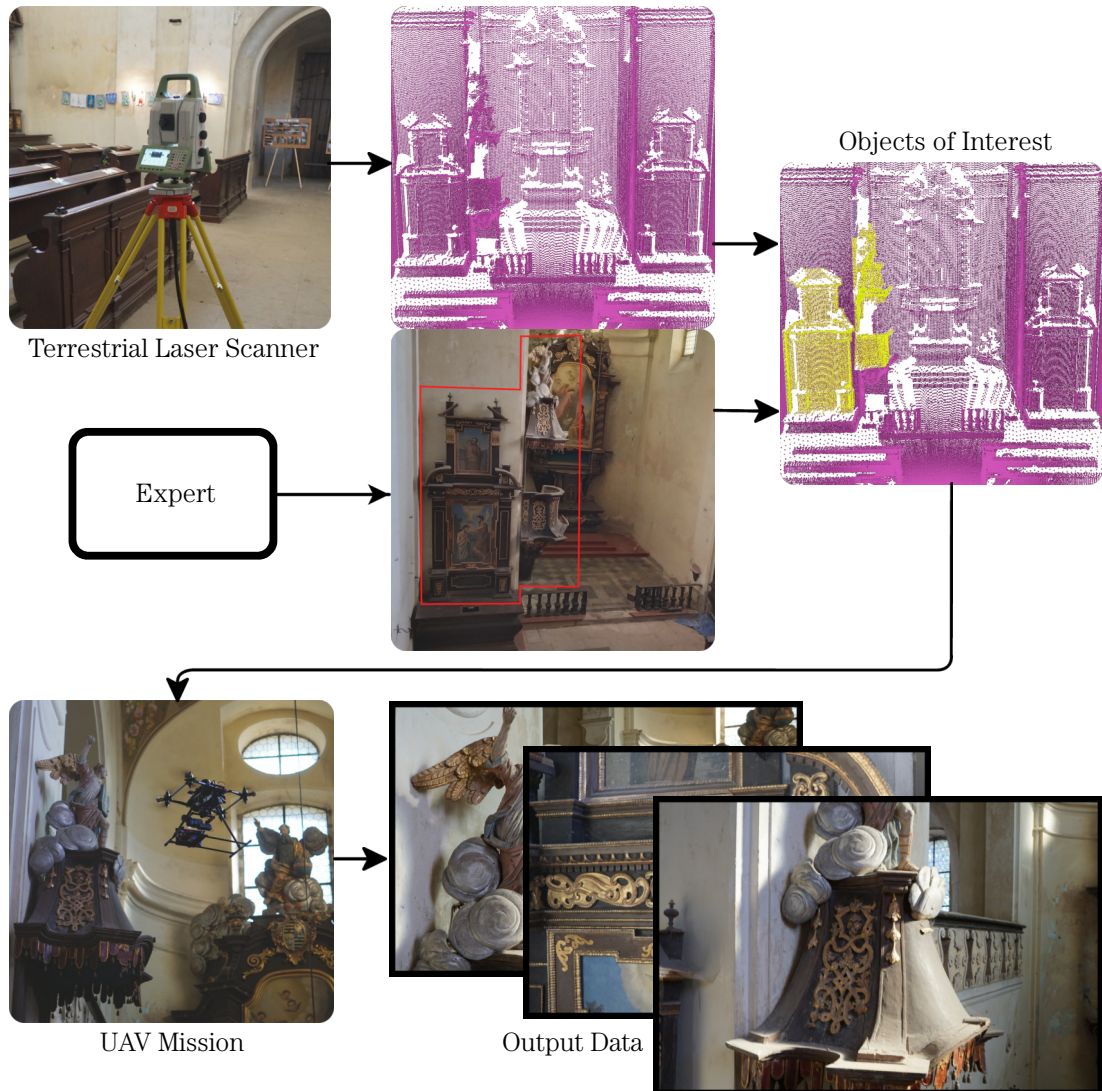 Objects of Interest
Terrestrial Laser Scanner
Expert
UAV Mission
Output Data